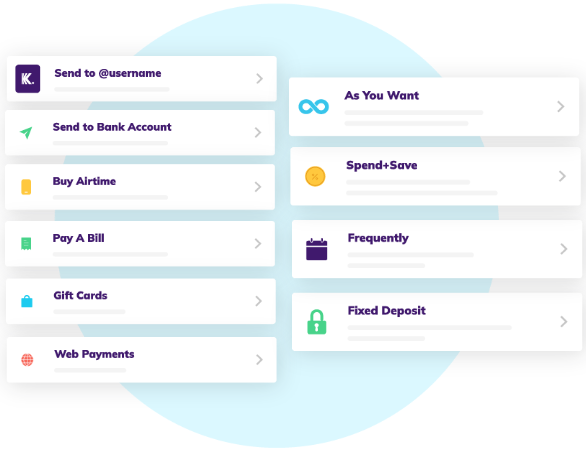 K.
Send to @username
Send to Bank Account
Buy Airtime
Pay A Bill
Gift Cards
Web Payments
As You Want
%
Spend+Save
Frequently
Fixed Deposit